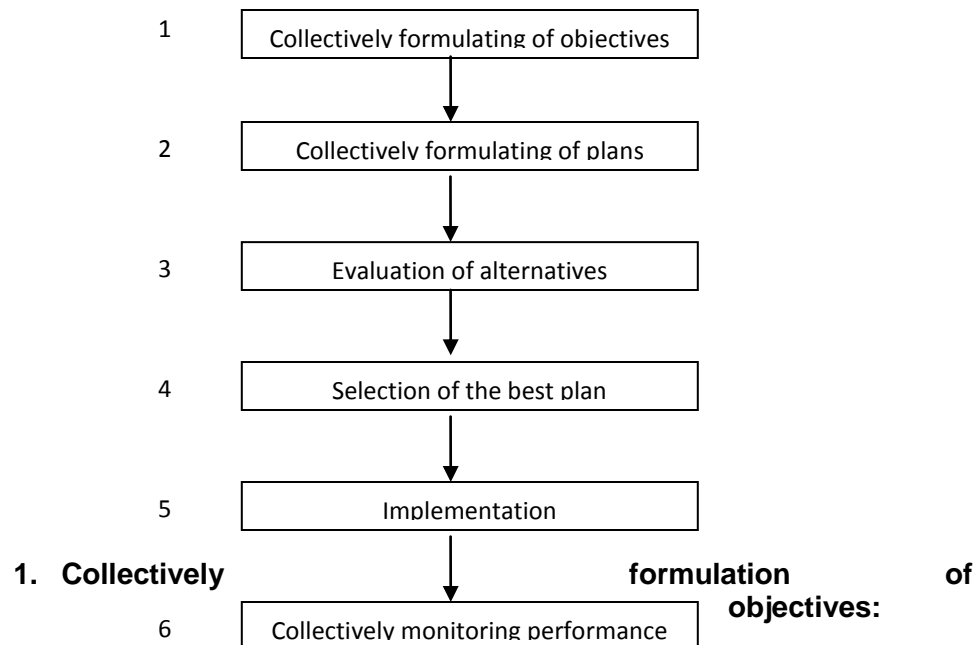 1 Collectively formulating of objectives
2 Collectively formulating of plans
3 Evaluation of alternatives
4 Selection of the best plan
5 Implementation
1. Collectively formulation of
objectives:
6 Collectively monitoring performance